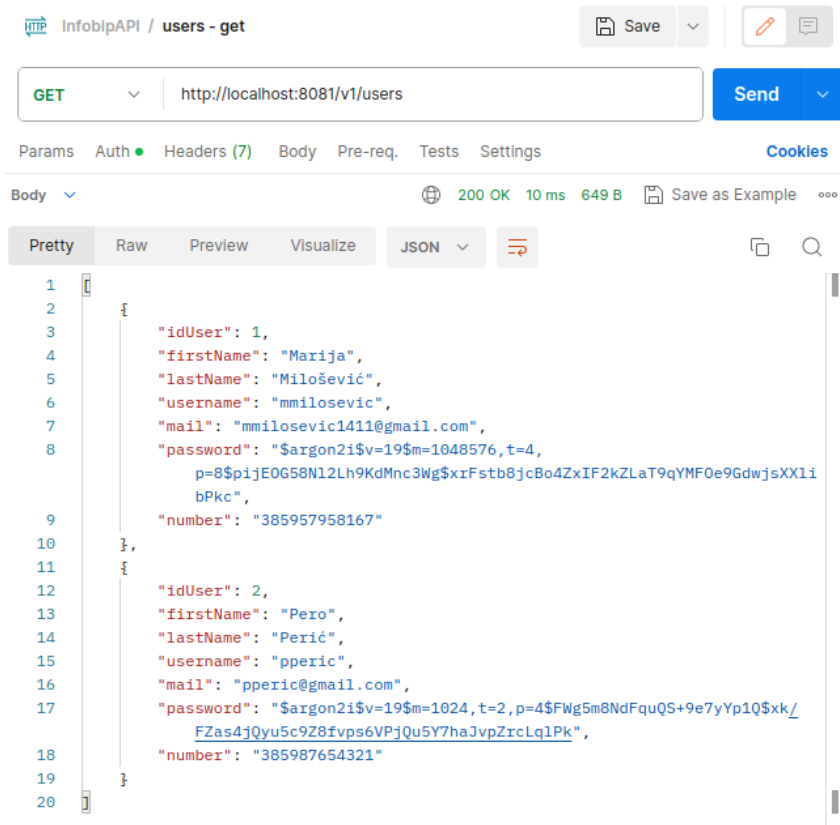 HTTP InfobipAPI / users - get Save
GET http://localhost:8081/v1/users Send
Params Auth Headers (7) Body Pre-req. Tests Settings Cookies
Body 200 OK 10 ms 649 B Save as Example
Pretty Raw Preview Visualize JSON
1 [
2 {
3 "idUser": 1,
4 "firstName": "Marija",
5 "lastName": "Milošević",
6 "username": "mmilosevic",
7 "mail": "mmilosevic1411@gmail.com",
8 "password": "$argon2i$v=19$m=1048576,t=4,
p=8$pijEOG58Nl2Lh9KdMnc3Wg$xrFstb8jcBo4ZxIF2kZLaT9qYMFOe9GdwjsXXli
bPkc",
9 "number": "385957958167"
10 },
11 {
12 "idUser": 2,
13 "firstName": "Pero",
14 "lastName": "Perić",
15 "username": "pperic",
16 "mail": "pperic@gmail.com",
17 "password": "$argon2i$v=19$m=1024,t=2,p=4$FWg5m8NdFquQS+9e7yYp1Q$xk/
FZas4jQyu5c9Z8fvps6VPjQu5Y7haJvpZrcLqlPk",
18 "number": "385987654321"
19 }
20 ]